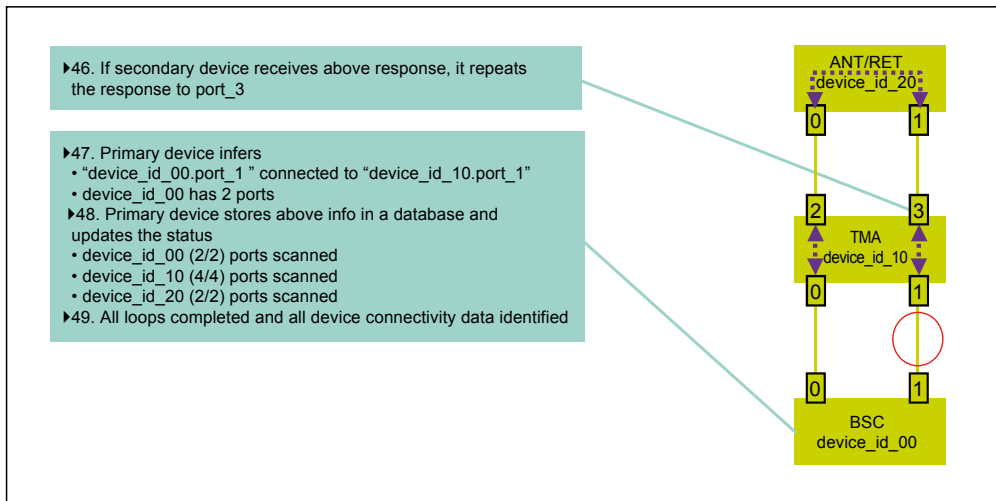 ▶46. If secondary device receives above response, it repeats
the response to port_3
▶47. Primary device infers
• “device_id_00.port_1 ” connected to “device_id_10.port_1”
• device_id_00 has 2 ports
▶48. Primary device stores above info in a database and
updates the status
• device_id_00 (2/2) ports scanned
• device_id_10 (4/4) ports scanned
• device_id_20 (2/2) ports scanned
▶49. All loops completed and all device connectivity data identified
ANT/RET
device_id_20
0 1
2 3
TMA
device_id_10
0 1
0 1
BSC
device_id_00